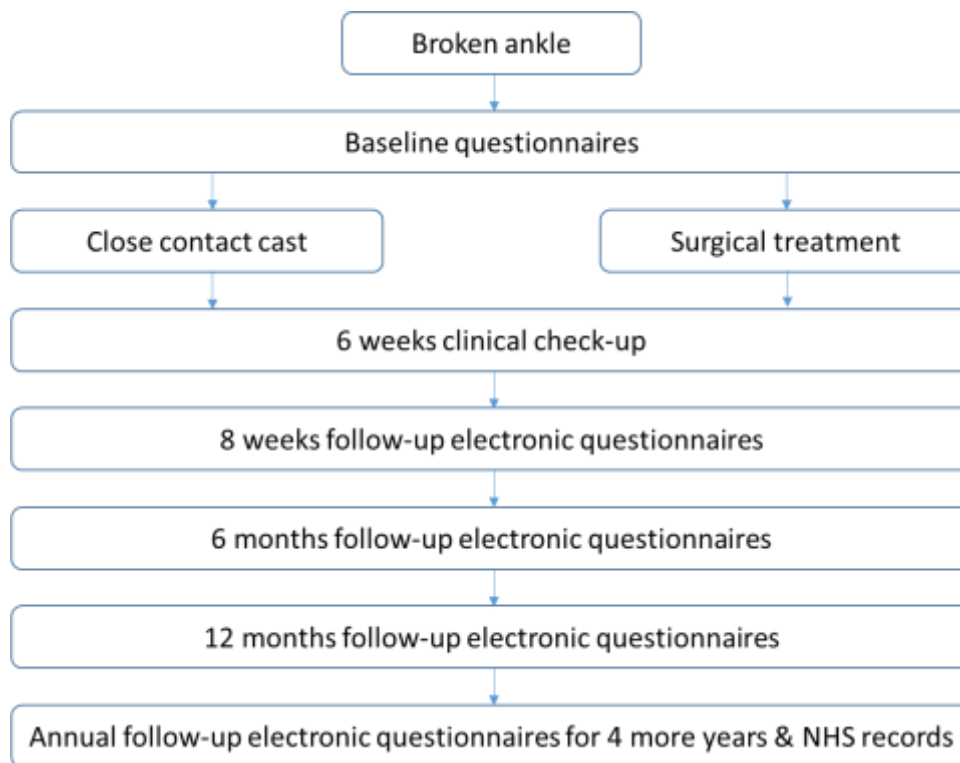 Broken ankle
Baseline questionnaires
Close contact cast
Surgical treatment
6 weeks clinical check-up
8 weeks follow-up electronic questionnaires
6 months follow-up electronic questionnaires
12 months follow-up electronic questionnaires
Annual follow-up electronic questionnaires for 4 more years & NHS records